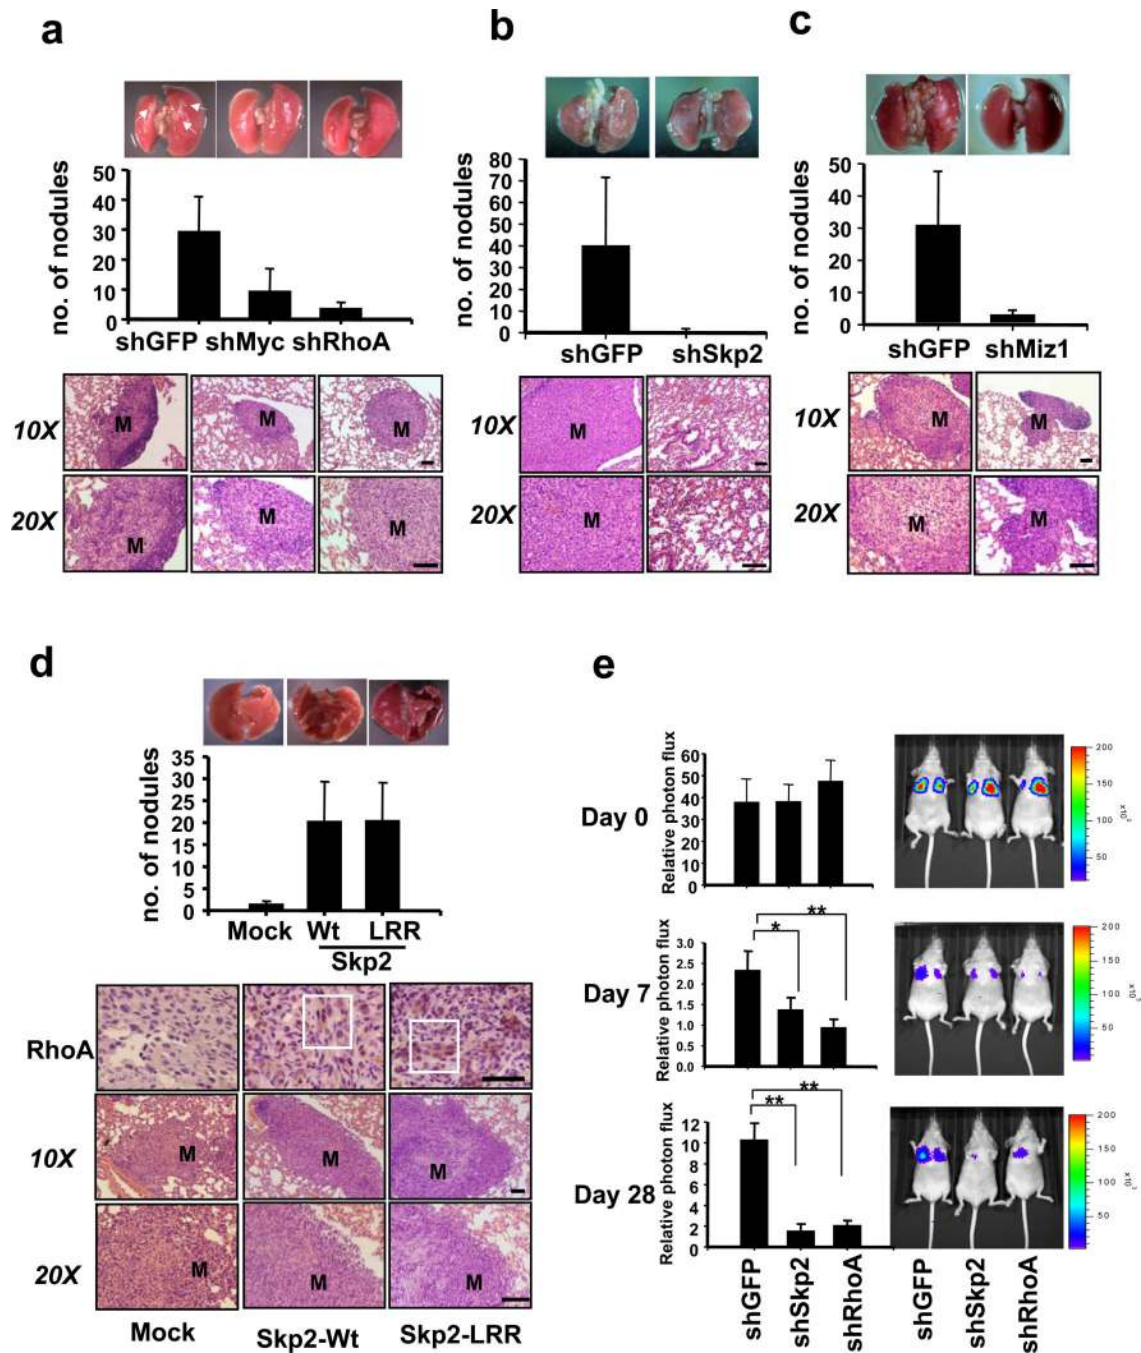 a
b
c
no. of nodules
50
40
30
20
10
0
shGFP shMyc shRhoA
10X
M
M
M
20X
M
M
M
no. of nodules
80
70
60
50
40
30
20
10
0
shGFP shSkp2
10X
M
20X
M
no. of nodules
50
40
30
20
10
0
shGFP shMiz1
10X
M
M
20X
M
M
d
no. of nodules
35
30
25
20
15
10
5
0
Mock Wt LRR
Skp2
RhoA
10X
M
M
M
20X
M
M
M
Mock Skp2-Wt Skp2-LRR
e
Day 0
Relative photon flux
60
50
40
30
20
10
0
200
150
100
50
Day 7
Relative photon flux
3.0
2.5
2.0
1.5
1.0
0.5
0.0
*
**
200
150
100
50
Day 28
Relative photon flux
12
10
8
6
4
2
0
**
**
200
150
100
50
shGFP
shSkp2
shRhoA
shGFP
shSkp2
shRhoA